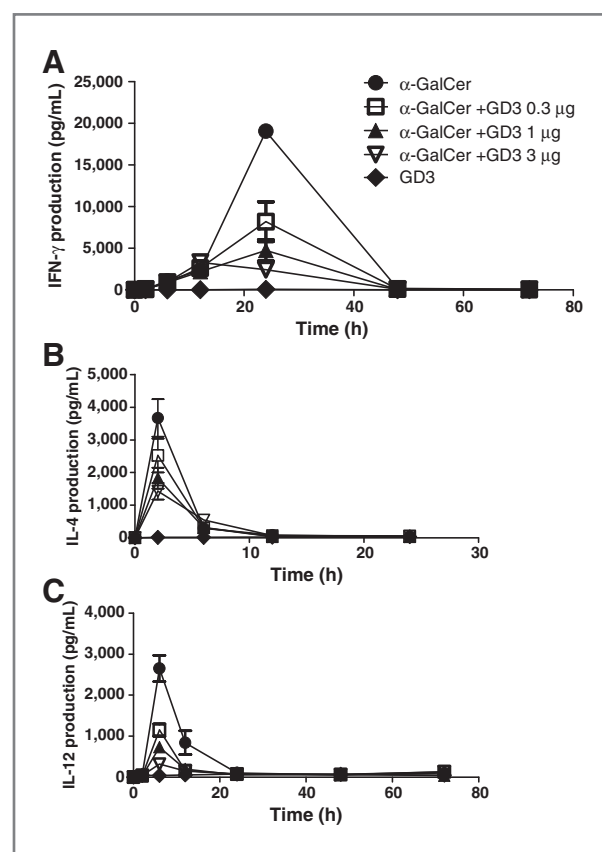 A
IFN-γ production (pg/mL)
25,000
20,000
15,000
10,000
5,000
0
0 20 40 60 80
Time (h)
α-GalCer
α-GalCer +GD3 0.3 μg
α-GalCer +GD3 1 μg
α-GalCer +GD3 3 μg
GD3
B
IL-4 production (pg/mL)
5,000
4,000
3,000
2,000
1,000
0
0 10 20 30
Time (h)
C
IL-12 production (pg/mL)
4,000
3,000
2,000
1,000
0
0 20 40 60 80
Time (h)